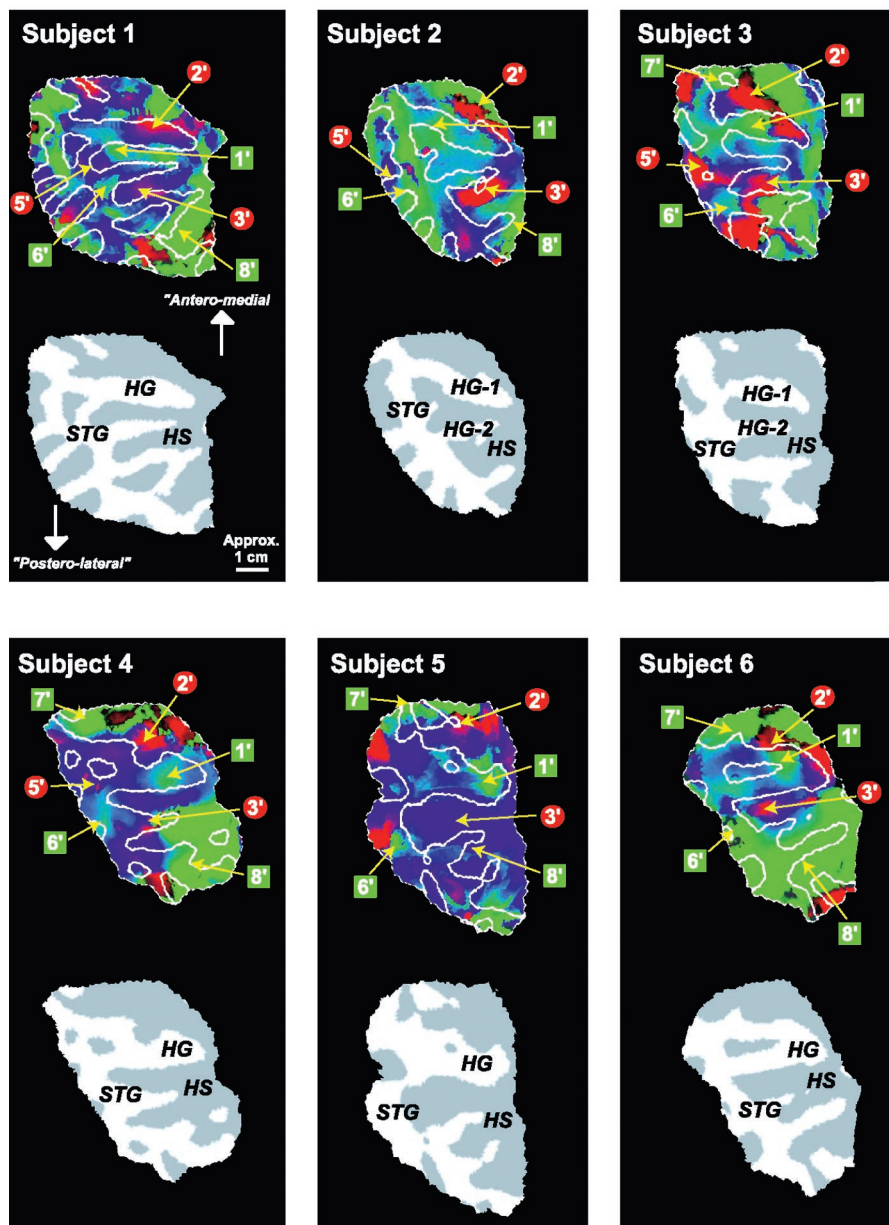 Subject 1
2'
1'
5'
3'
6'
8'
"Antero-medial
HG
STG
HS
"Postero-lateral"
Approx.
1 cm
Subject 2
2'
1'
5'
6'
3'
8'
HG-1
STG
HG-2
HS
Subject 3
7'
2'
1'
5'
3'
6'
HG-1
HG-2
STG
HS
Subject 4
7'
2'
1'
5'
3'
6'
8'
HG
STG
HS
Subject 5
7'
2'
1'
3'
6'
8'
HG
STG
HS
Subject 6
2'
7'
1'
3'
6'
8'
HG
HS
STG